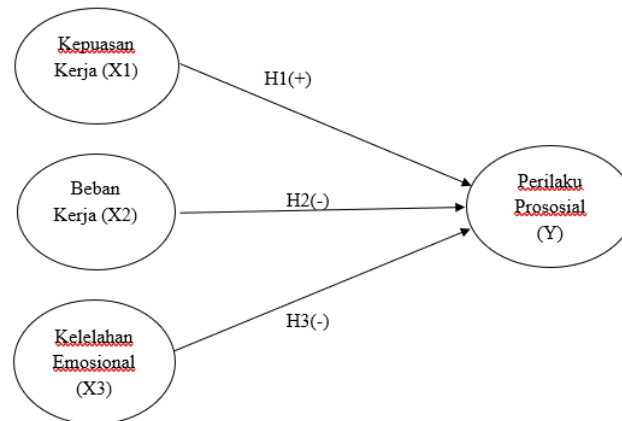 Kepuasan
Kerja (X1)
H1(+)
Beban
Kerja (X2)
H2(-)
Perilaku
Prososial
(Y)
H3(-)
Kelelahan
Emosional
(X3)